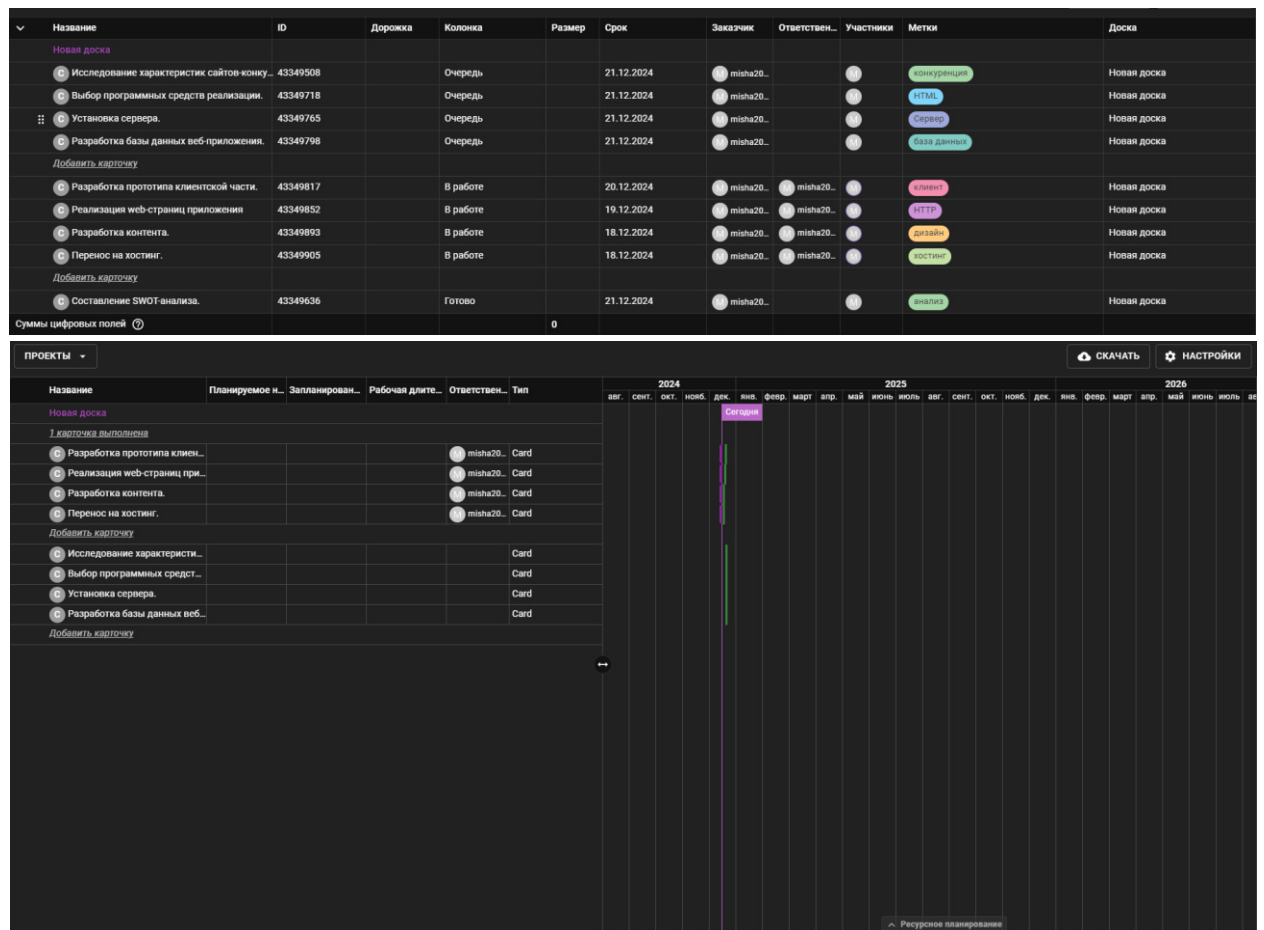 Название ID Дорожка Колонка Размер Срок Заказчик Ответствен... Участники Метки Доска
Новая доска
C Исследование характеристик сайтов-конку... 43349508 Очередь 21.12.2024 M misha20... M конкуренция Новая доска
C Выбор программных средств реализации. 43349718 Очередь 21.12.2024 M misha20... M HTML Новая доска
C Установка сервера. 43349765 Очередь 21.12.2024 M misha20... M Сервер Новая доска
C Разработка базы данных веб-приложения. 43349798 Очередь 21.12.2024 M misha20... M база данных Новая доска
Добавить карточку
C Разработка прототипа клиентской части. 43349817 В работе 20.12.2024 M misha20... M misha20... M клиент Новая доска
C Реализация web-страниц приложения 43349852 В работе 19.12.2024 M misha20... M misha20... M HTTP Новая доска
C Разработка контента. 43349893 В работе 18.12.2024 M misha20... M misha20... M дизайн Новая доска
C Перенос на хостинг. 43349905 В работе 18.12.2024 M misha20... M misha20... M хостинг Новая доска
Добавить карточку
C Составление SWOT-анализа. 43349636 Готово 21.12.2024 M misha20... M анализ Новая доска
Суммы цифровых полей ? 0
ПРОЕКТЫ СКАЧАТЬ НАСТРОЙКИ
Название Планируемое н... Запланирован... Рабочая длите... Ответствен... Тип 2024 2025 2026
авг. сент. окт. нояб. дек. янв. февр. март апр. май июнь июль авг. сент. окт. нояб. дек. янв. февр. март апр. май июнь июль ав
Новая доска Сегодня
1 карточка выполнена
C Разработка прототипа клиен... M misha20... Card
C Реализация web-страниц при... M misha20... Card
C Разработка контента. M misha20... Card
C Перенос на хостинг. M misha20... Card
Добавить карточку
C Исследование характеристи... Card
C Выбор программных средст... Card
C Установка сервера. Card
C Разработка базы данных веб... Card
Добавить карточку
Ресурсное планирование